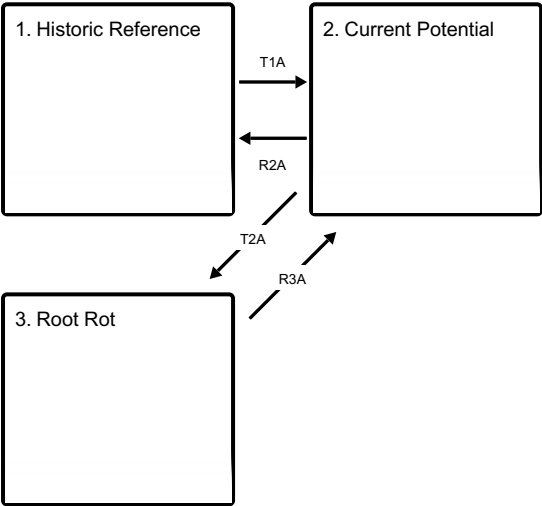 1. Historic Reference
2. Current Potential
T1A
R2A
T2A
R3A
3. Root Rot